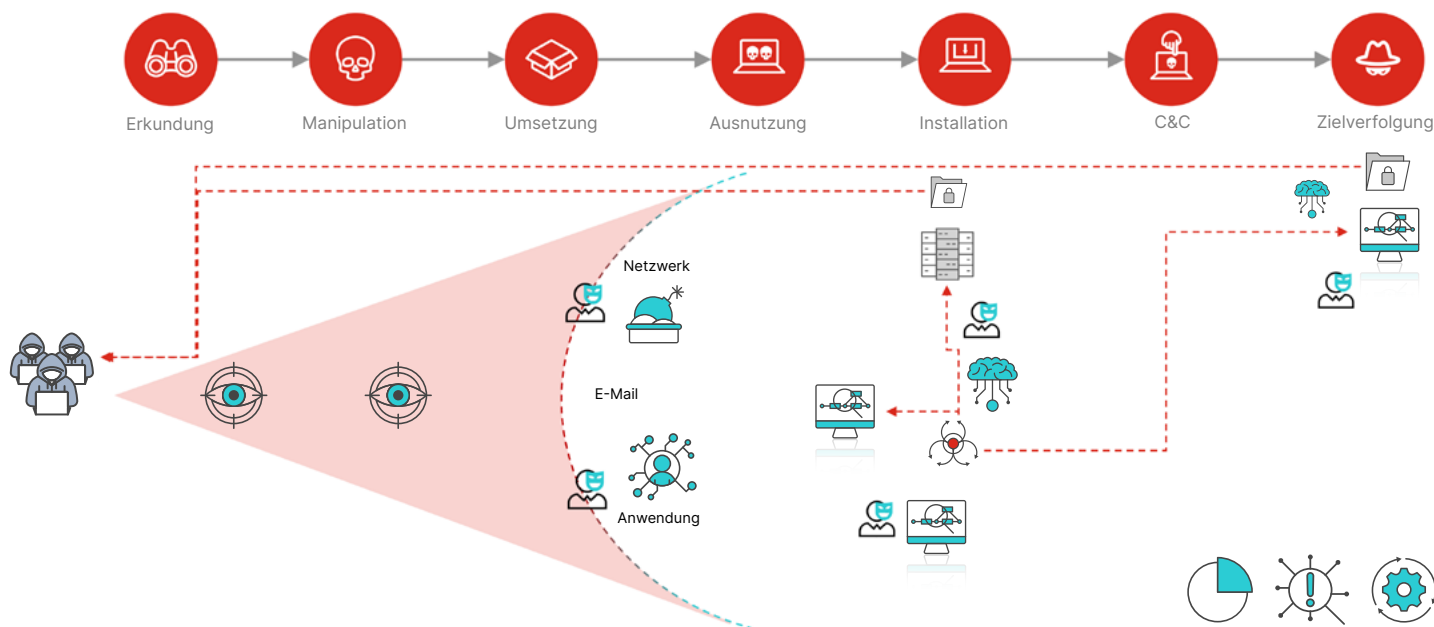 Erkundung
Manipulation
Umsetzung
Ausnutzung
Installation
C&C
Zielverfolgung
Netzwerk
E-Mail
Anwendung